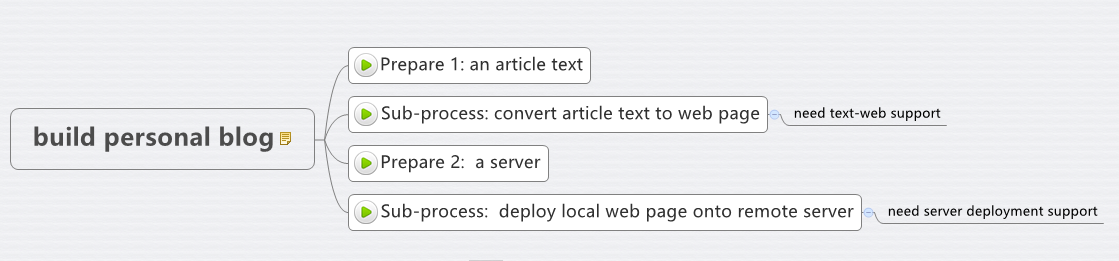 build personal blog
Prepare 1: an article text
Sub-process: convert article text to web page
need text-web support
Prepare 2:  a server
Sub-process:  deploy local web page onto remote server
need server deployment support